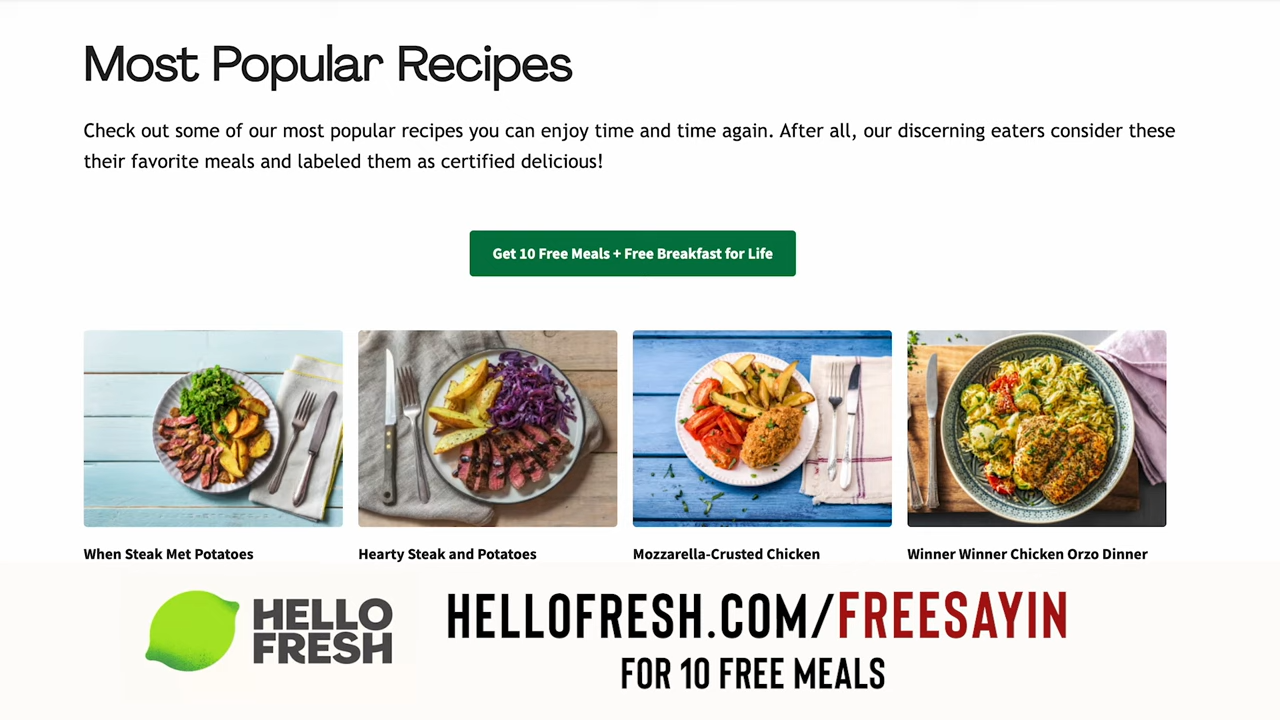 Most Popular Recipes
Check out some of our most popular recipes you can enjoy time and time again. After all, our discerning eaters consider these
their favorite meals and labeled them as certified delicious!
Get 10 Free Meals + Free Breakfast for Life
When Steak Met Potatoes
Hearty Steak and Potatoes
Mozzarella-Crusted Chicken
Winner Winner Chicken Orzo Dinner
HELLO
FRESH
HELLOFRESH.COM/FREESAYIN
FOR 10 FREE MEALS